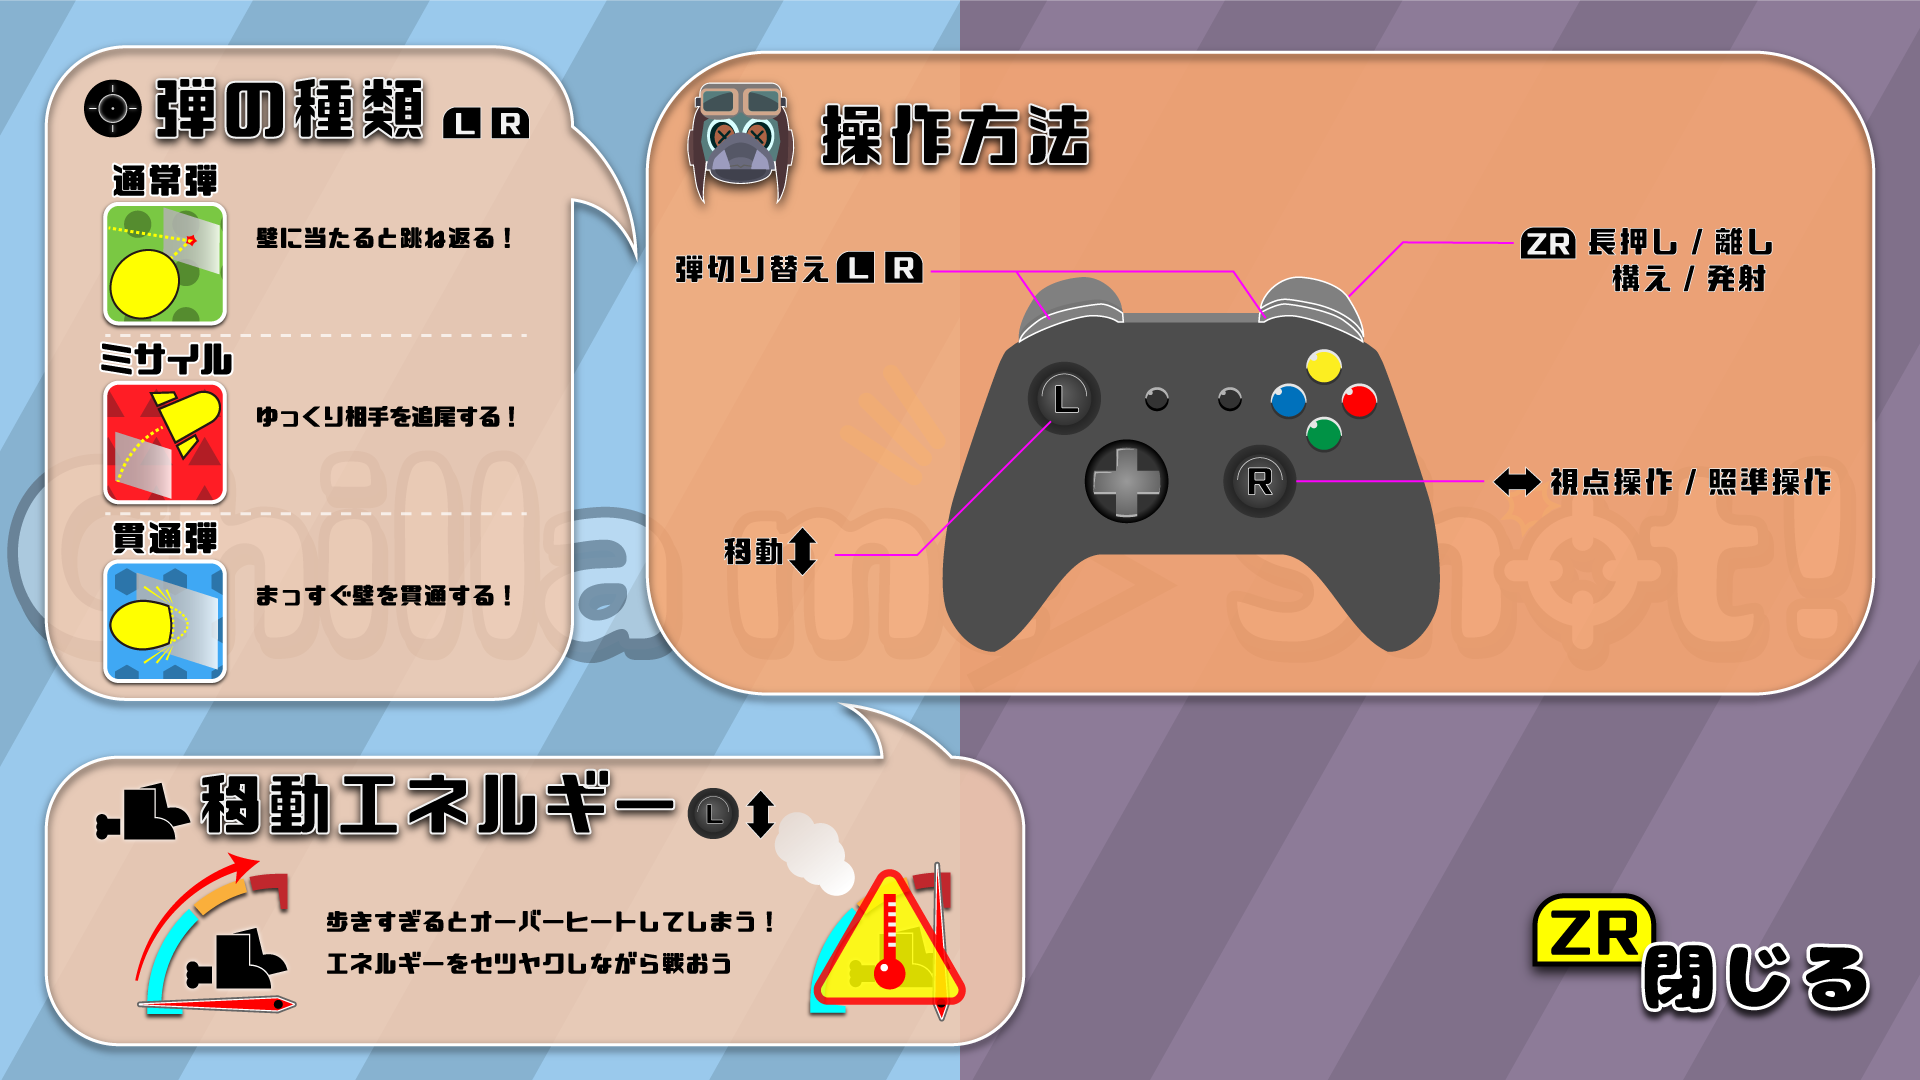 弾の種類 L R
通常弾
壁に当たると跳ね返る！
ミサイル
ゆっくり相手を追尾する！
貫通弾
まっすぐ壁を貫通する！
操作方法
弾切り替え L R
ZR 長押し / 離し
構え / 発射
L
R
視点操作 / 照準操作
移動
移動エネルギー L
歩きすぎるとオーバーヒートしてしまう！
エネルギーをセツヤクしながら戦おう
ZR 閉じる